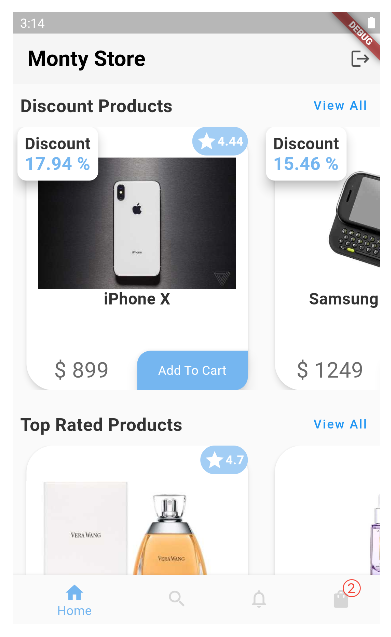 3:14
DEBUG
Monty Store
Discount Products
View All
Discount
17.94 %
4.44
Discount
15.46 %
iPhone
iPhone X
Samsung
$ 899
Add To Cart
$ 1249
Top Rated Products
View All
4.7
VERA WANG
VERA WANG
2
Home